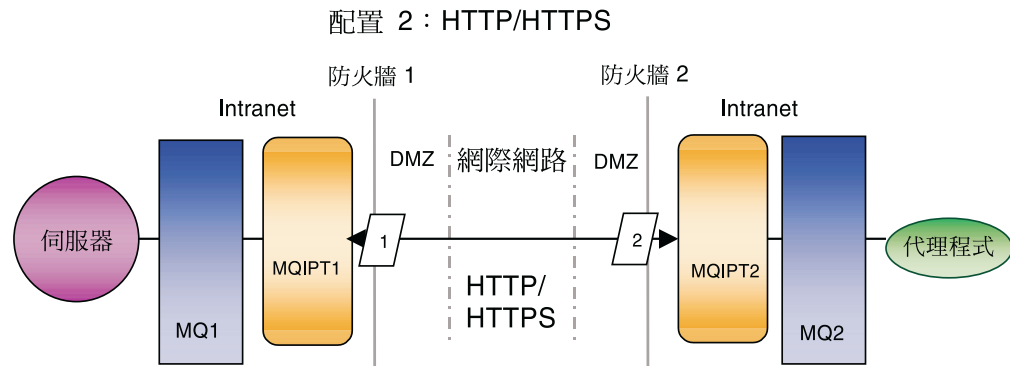 配置 2：HTTP/HTTPS
防火牆 1
防火牆 2
Intranet
Intranet
DMZ
網際網路
DMZ
伺服器
1
2
代理程式
MQIPT1
MQIPT2
HTTP/
HTTPS
MQ1
MQ2